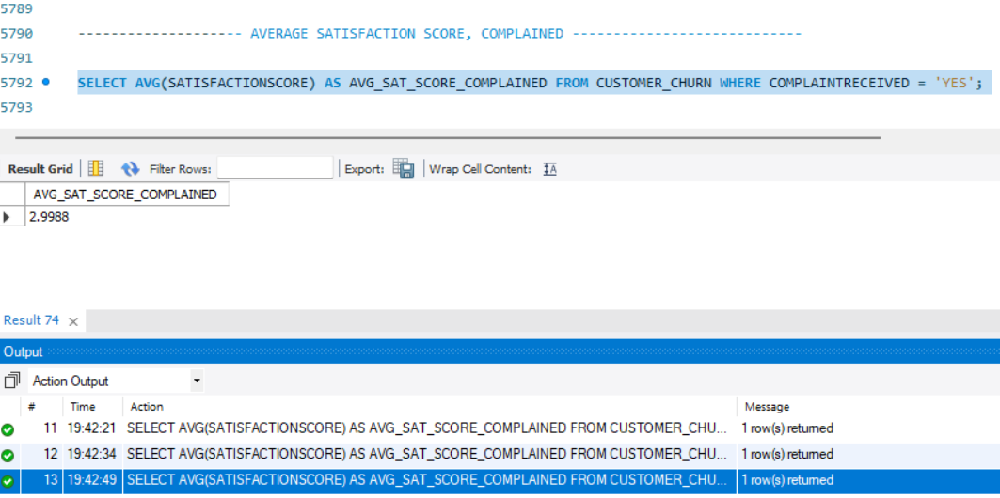 5789
5790 -------------------- AVERAGE SATISFACTION SCORE, COMPLAINED ----------------------------
5791
5792 SELECT AVG(SATISFACTIONSCORE) AS AVG_SAT_SCORE_COMPLAINED FROM CUSTOMER_CHURN WHERE COMPLAINTRECEIVED = 'YES';
5793
Result Grid Filter Rows: Export: Wrap Cell Content: IA
AVG_SAT_SCORE_COMPLAINED
2.9988
Result 74 ×
Output
Action Output
# Time Action Message
11 19:42:21 SELECT AVG(SATISFACTIONSCORE) AS AVG_SAT_SCORE_COMPLAINED FROM CUSTOMER_CHU... 1 row(s) returned
12 19:42:34 SELECT AVG(SATISFACTIONSCORE) AS AVG_SAT_SCORE_COMPLAINED FROM CUSTOMER_CHU... 1 row(s) returned
13 19:42:49 SELECT AVG(SATISFACTIONSCORE) AS AVG_SAT_SCORE_COMPLAINED FROM CUSTOMER_CHU... 1 row(s) returned